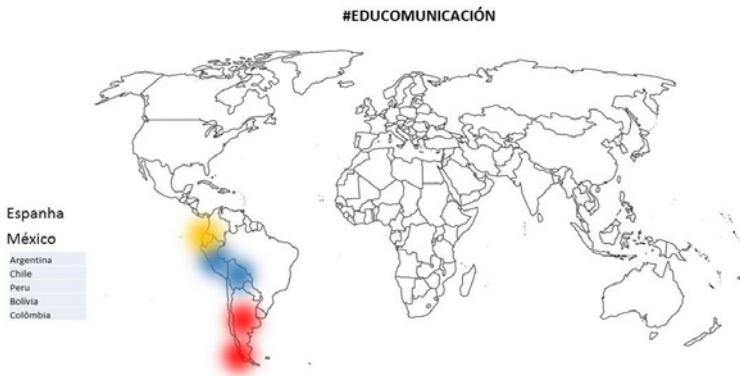 #EDUCOMUNICACIÓN
Espanha
México
Argentina
Chile
Peru
Bolívia
Colômbia